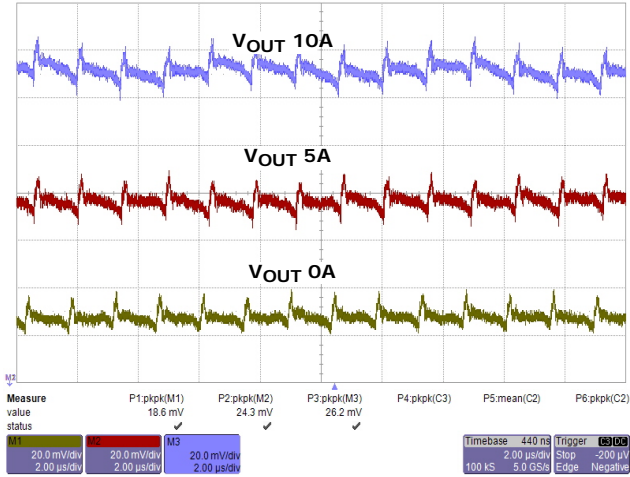 VOUT 10A
VOUT 5A
VOUT 0A
M3
Measure P1:pkpk(M1) P2:pkpk(M2) P3:pkpk(M3) P4:pkpk(C3) P5:mean(C2) P6:pkpk(C2)
value 18.6 mV 24.3 mV 26.2 mV
status ✔ ✔ ✔
M1 M2 M3 Timebase 440 ns Trigger C3 DC
20.0 mV/div 20.0 mV/div 20.0 mV/div 2.00 µs/div Stop -200 µV
2.00 µs/div 2.00 µs/div 2.00 µs/div 100 kS 5.0 GS/s Edge Negative